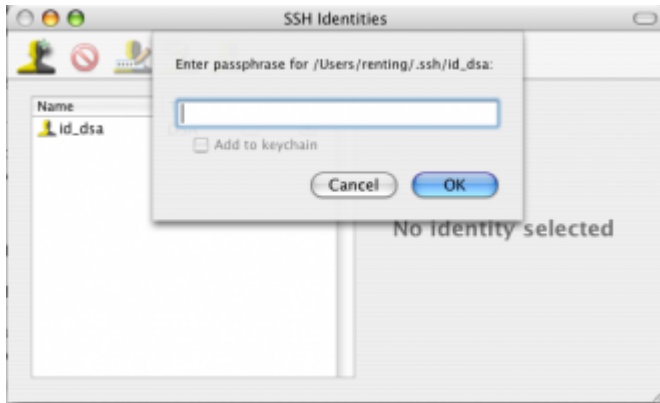 SSH Identities
Enter passphrase for /Users/renting/.ssh/id_dsa:
Add to keychain
Cancel
OK
Name
id_dsa
No identity selected